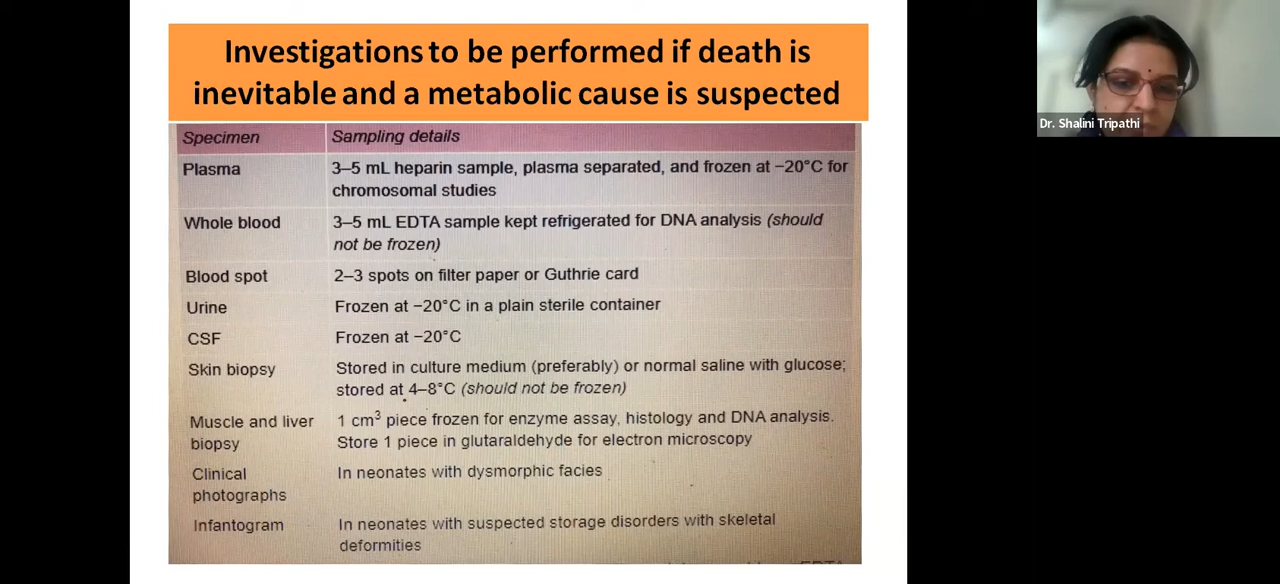 Investigations to be performed if death is
inevitable and a metabolic cause is suspected
Specimen Sampling details
Plasma 3–5 mL heparin sample, plasma separated, and frozen at −20°C for
chromosomal studies
Whole blood 3–5 mL EDTA sample kept refrigerated for DNA analysis (should
not be frozen)
Blood spot 2–3 spots on filter paper or Guthrie card
Urine Frozen at −20°C in a plain sterile container
CSF Frozen at −20°C
Skin biopsy Stored in culture medium (preferably) or normal saline with glucose;
stored at 4–8°C (should not be frozen)
Muscle and liver 1 cm³ piece frozen for enzyme assay, histology and DNA analysis.
biopsy Store 1 piece in glutaraldehyde for electron microscopy
Clinical In neonates with dysmorphic facies
photographs
Infantogram In neonates with suspected storage disorders with skeletal
deformities
Dr. Shalini Tripathi